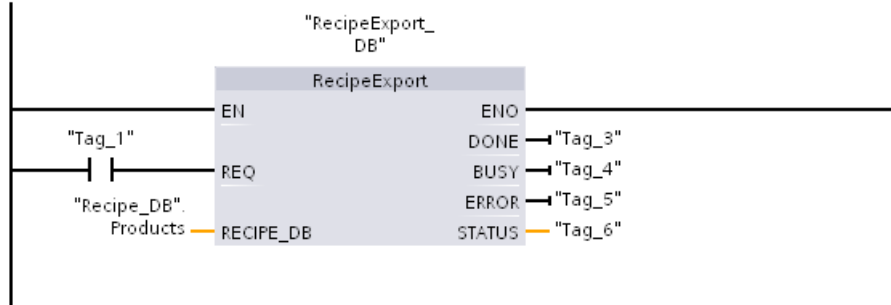 "RecipeExport_
DB"
RecipeExport
EN ENO
"Tag_1" DONE "Tag_3"
REQ BUSY "Tag_4"
"Recipe_DB". ERROR "Tag_5"
Products RECIPE_DB STATUS "Tag_6"